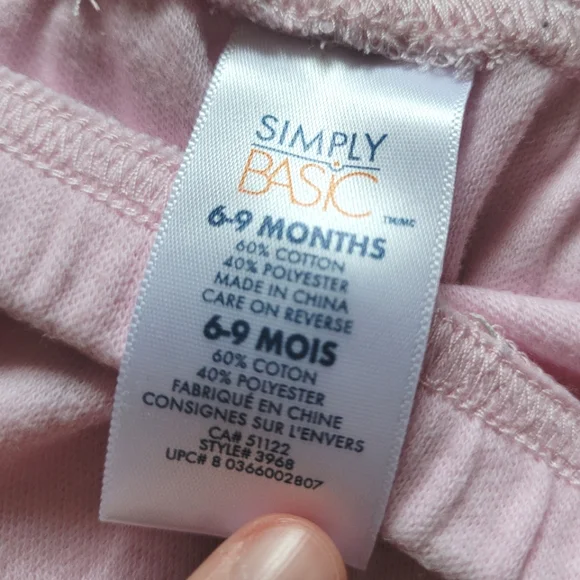 SIMPLY
BASiC TM/MC
6-9 MONTHS
60% COTTON
40% POLYESTER
MADE IN CHINA
CARE ON REVERSE
6-9 MOIS
60% COTON
40% POLYESTER
FABRIQUÉ EN CHINE
CONSIGNES SUR L'ENVERS
CA# 51122
STYLE# 3968
UPC# 8 0366002807